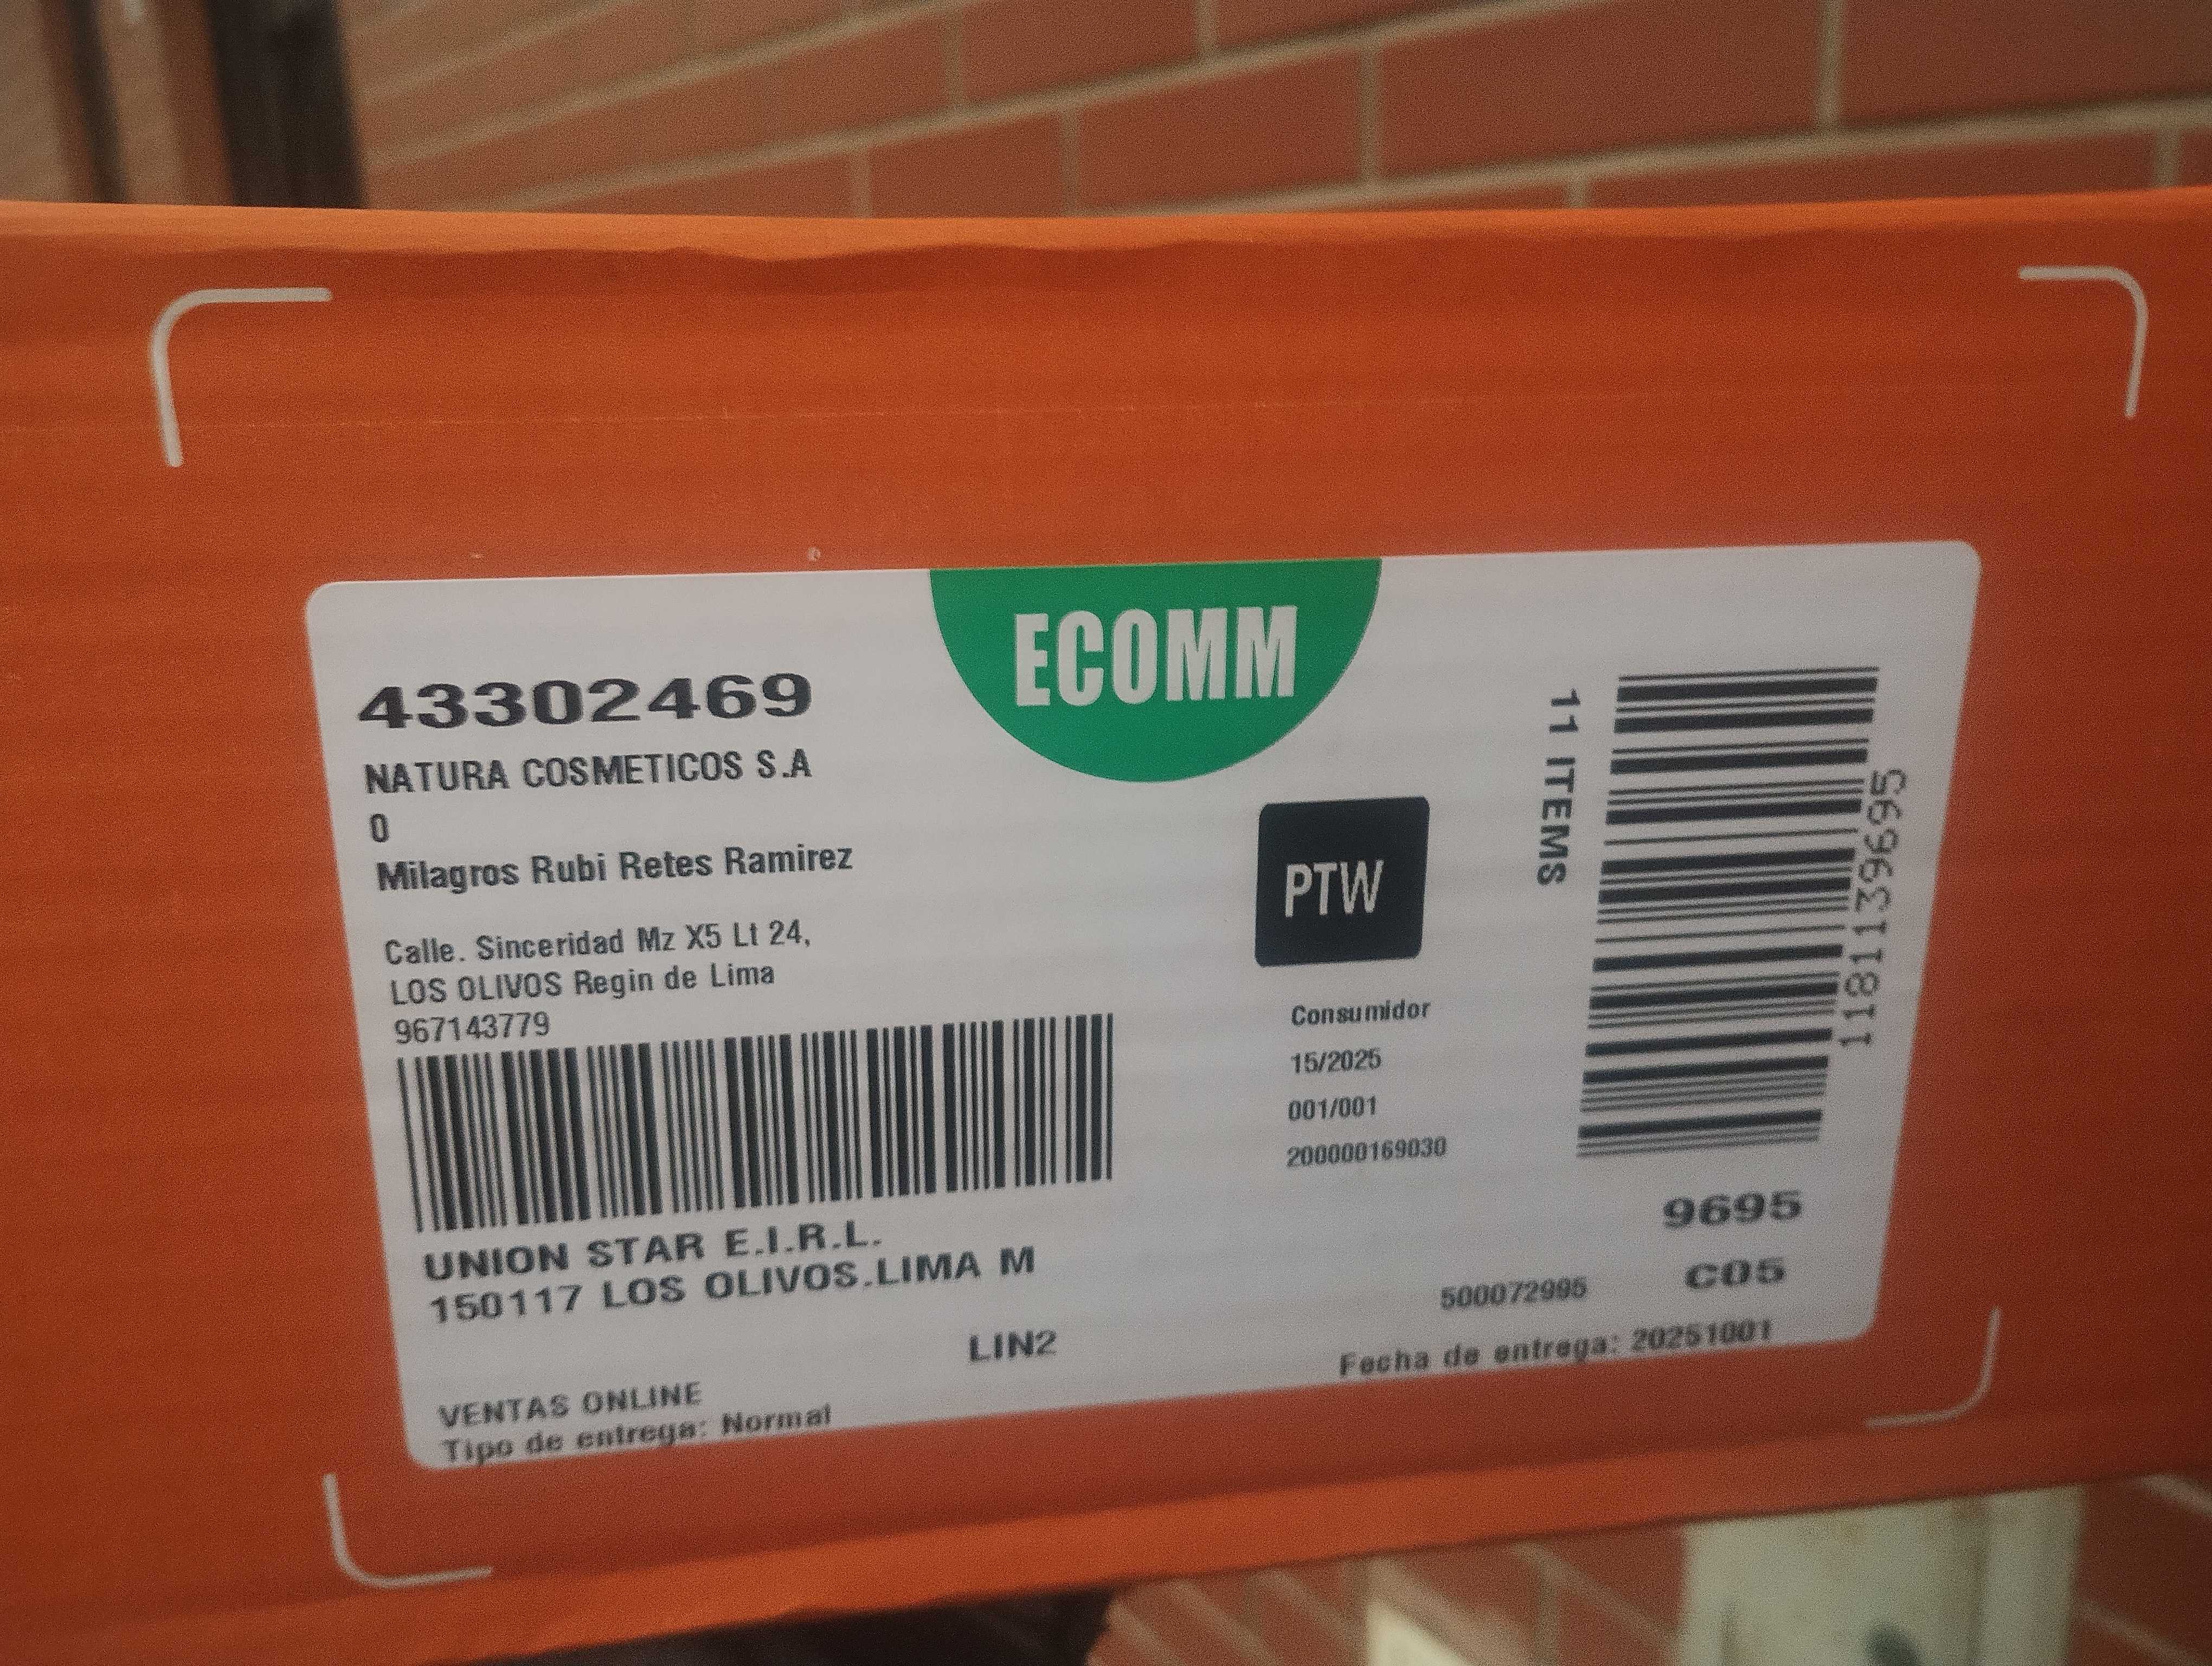 ECOMM
43302469
NATURA COSMETICOS S.A
0
Milagros Rubi Retes Ramirez
Calle. Sinceridad Mz X5 Lt 24,
LOS OLIVOS Regin de Lima
967143779
UNION STAR E.I.R.L.
150117 LOS OLIVOS.LIMA M
LIN2
VENTAS ONLINE
Tipo de entrega: Normal
PTW
Consumidor
15/2025
001/001
200000169030
11 ITEMS
118113969​5
9695
C05
500072995
Fecha de entrega: 20251001